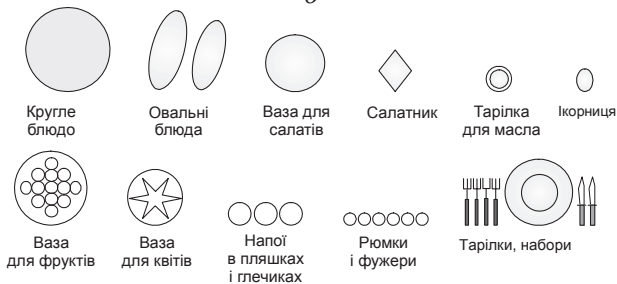 Кругле
блюдо
Овальні
блюда
Ваза для
салатів
Салатник
Тарілка
для масла
Ікорниця
Ваза
для фруктів
Ваза
для квітів
Напої
в пляшках
і глечиках
Рюмки
і фужери
Тарілки, набори